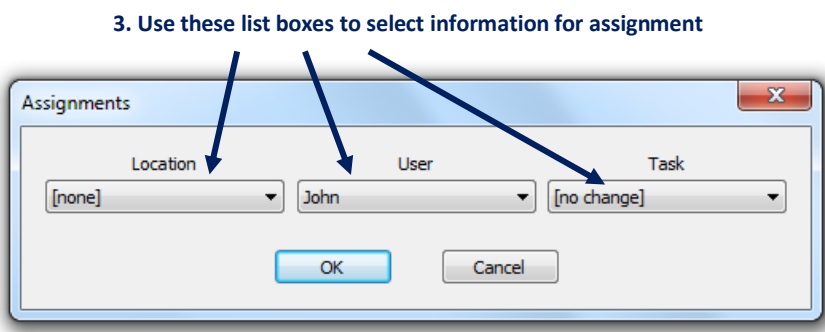 3. Use these list boxes to select information for assignment
Assignments
Location User Task
[none] John [no change]
OK Cancel